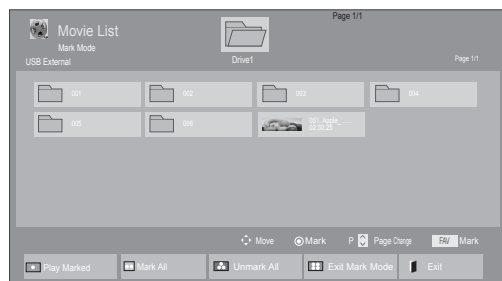 Page 1/1
Movie List
Mark Mode
USB External
Drive1
Page 1/1
001
002
003
004
005
006
051. Apple_ ......
02:30:25
Move
Mark
P
Page Change
FAV
Mark
Play Marked
Mark All
Unmark All
Exit Mark Mode
Exit